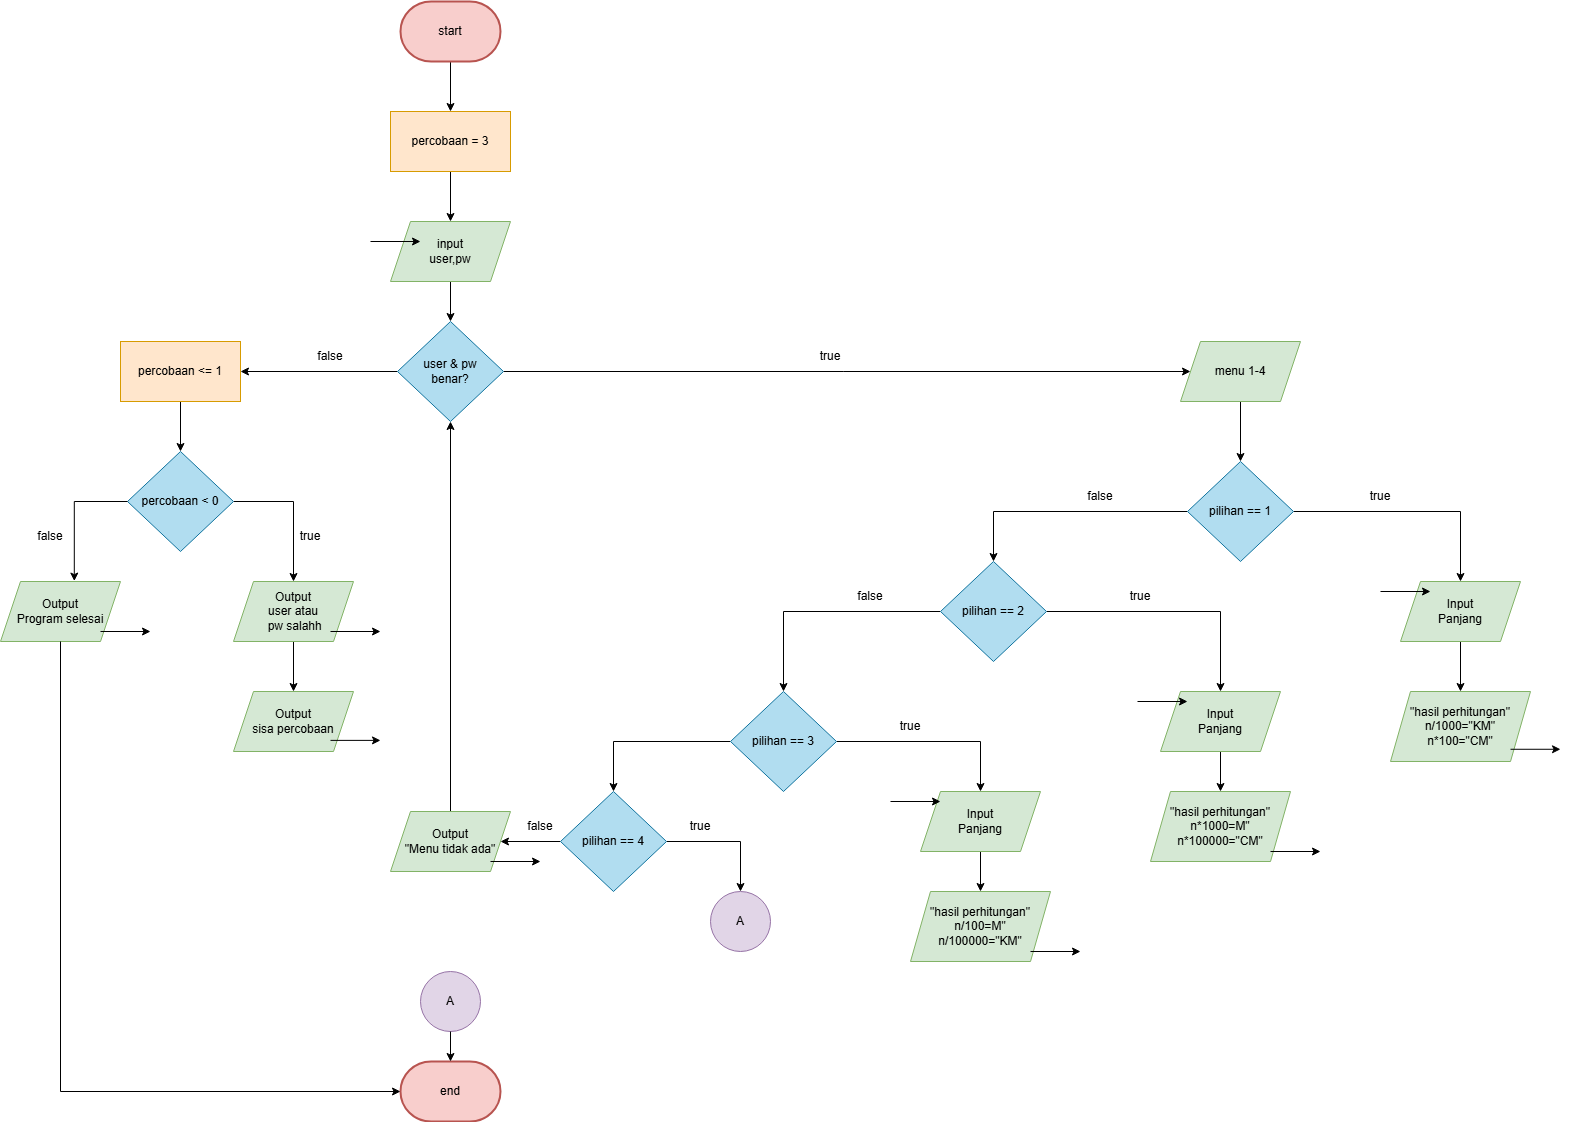 start
percobaan = 3
input
user,pw
user & pw
benar?
false
true
percobaan <= 1
menu 1-4
percobaan < 0
false
true
pilihan == 1
false
true
Output
Program selesai
Output
user atau
pw salahh
Output
sisa percobaan
pilihan == 2
false
true
Input
Panjang
"hasil perhitungan"
n/1000="KM"
n*100="CM"
pilihan == 3
false
true
Input
Panjang
"hasil perhitungan"
n*1000=M"
n*100000="CM"
Output
"Menu tidak ada"
false
pilihan == 4
true
Input
Panjang
A
"hasil perhitungan"
n/100=M"
n/100000="KM"
A
end